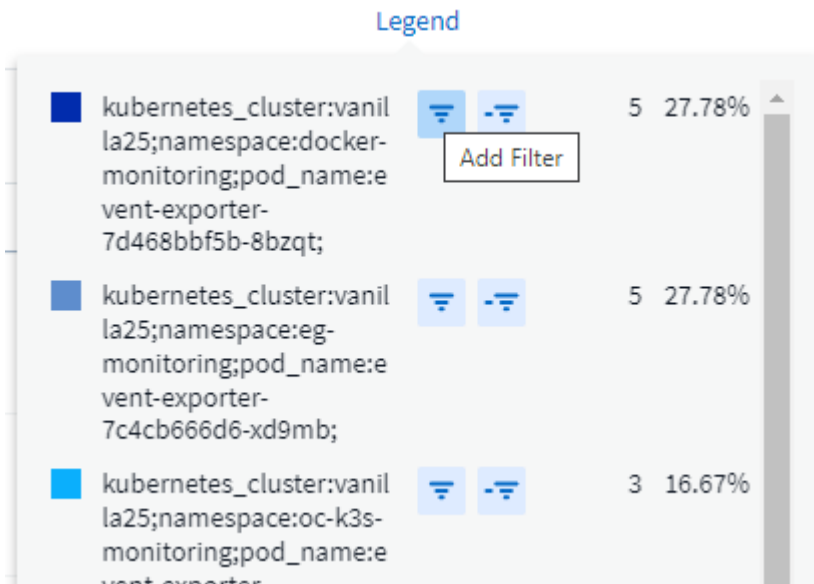 Legend
kubernetes_cluster:vanil
la25;namespace:docker-
monitoring;pod_name:e
vent-exporter-
7d468bbf5b-8bzqt;
5 27.78%
Add Filter
kubernetes_cluster:vanil
la25;namespace:eg-
monitoring;pod_name:e
vent-exporter-
7c4cb666d6-xd9mb;
5 27.78%
kubernetes_cluster:vanil
la25;namespace:oc-k3s-
monitoring;pod_name:e
vent-exporter-
3 16.67%